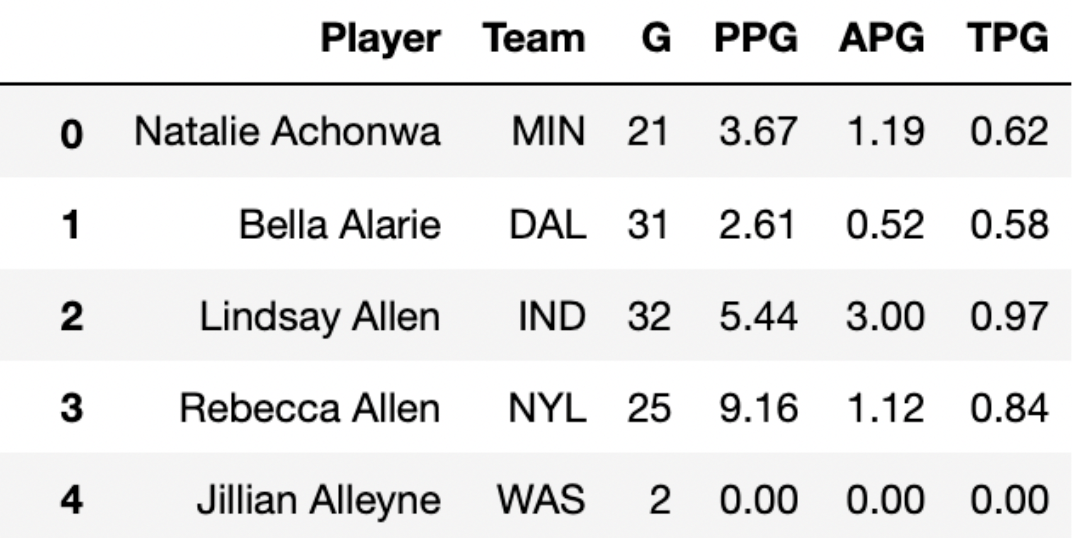 Player Team G PPG APG TPG
0 Natalie Achonwa MIN 21 3.67 1.19 0.62
1 Bella Alarie DAL 31 2.61 0.52 0.58
2 Lindsay Allen IND 32 5.44 3.00 0.97
3 Rebecca Allen NYL 25 9.16 1.12 0.84
4 Jillian Alleyne WAS 2 0.00 0.00 0.00